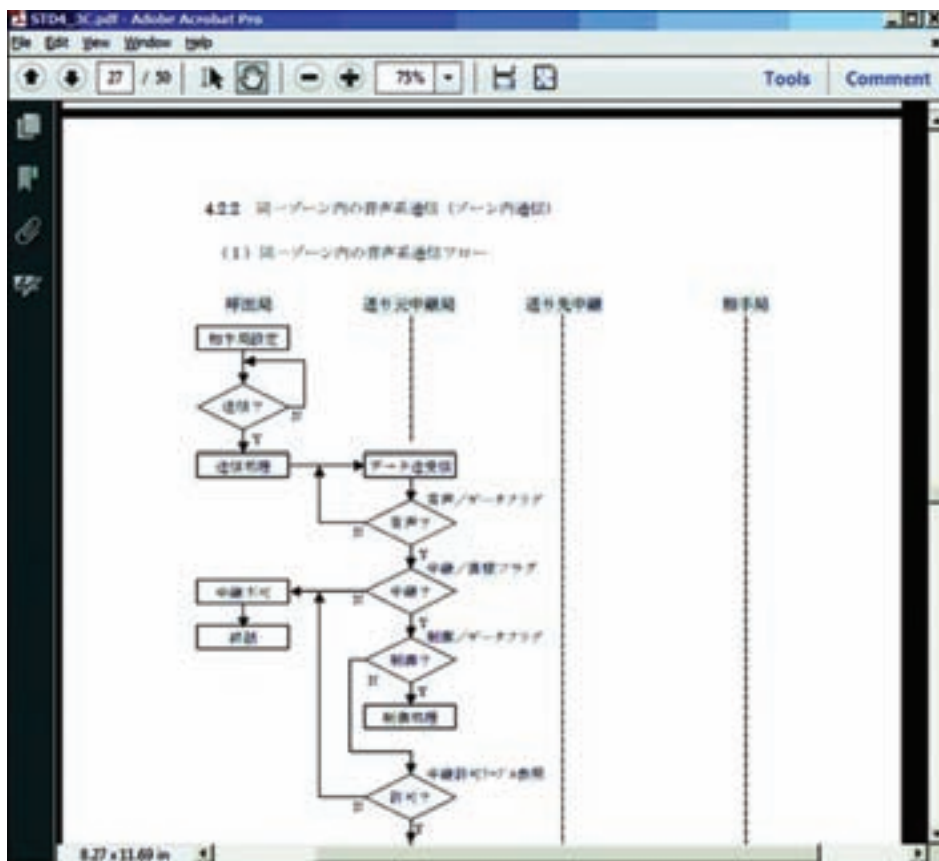 STD4_3C.pdf - Adobe Acrobat Pro
File Edit View Window Help
27 / 50 75% Tools Comment
4.2.2 同一ゾーン内の音声系通信（ゾーン内通信）
（1）同一ゾーン内の音声系通信フロー
呼出局 送り元中継局 送り先中継 相手局
相手局設定
送信？
N
Y
送信処理 データ送受信
音声／データフラグ
音声？
N
Y
中継／直接フラグ
中継不可 中継？
N
Y
終話 制御／データフラグ
制御？
N
Y
制御処理
中継許可テーブル参照
許可？
N
Y
8.27 x 11.69 in